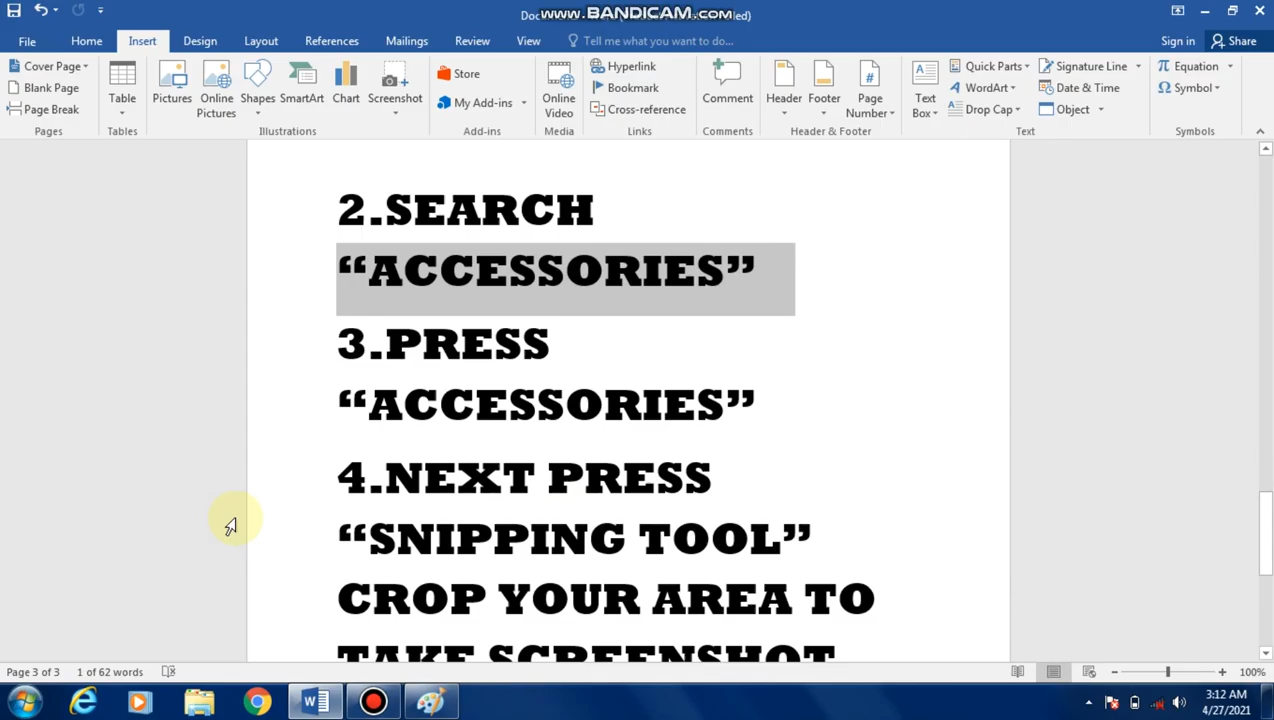 www.BANDICAM.com
Doc
led)
File
Home
Insert
Design
Layout
References
Mailings
Review
View
Tell me what you want to do...
Sign in
Share
Cover Page
Blank Page
Page Break
Pages
Table
Tables
Pictures
Online Pictures
Shapes
SmartArt
Chart
Screenshot
Illustrations
Store
My Add-ins
Add-ins
Online Video
Media
Hyperlink
Bookmark
Cross-reference
Links
Comment
Comments
Header
Footer
Page Number
Header & Footer
Text Box
Quick Parts
WordArt
Drop Cap
Signature Line
Date & Time
Object
Text
Equation
Symbol
Symbols
2.SEARCH
“ACCESSORIES”
3.PRESS
“ACCESSORIES”
4.NEXT PRESS
“SNIPPING TOOL”
CROP YOUR AREA TO
TAKE SCREENSHOT
Page 3 of 3
1 of 62 words
100%
3:12 AM
4/27/2021